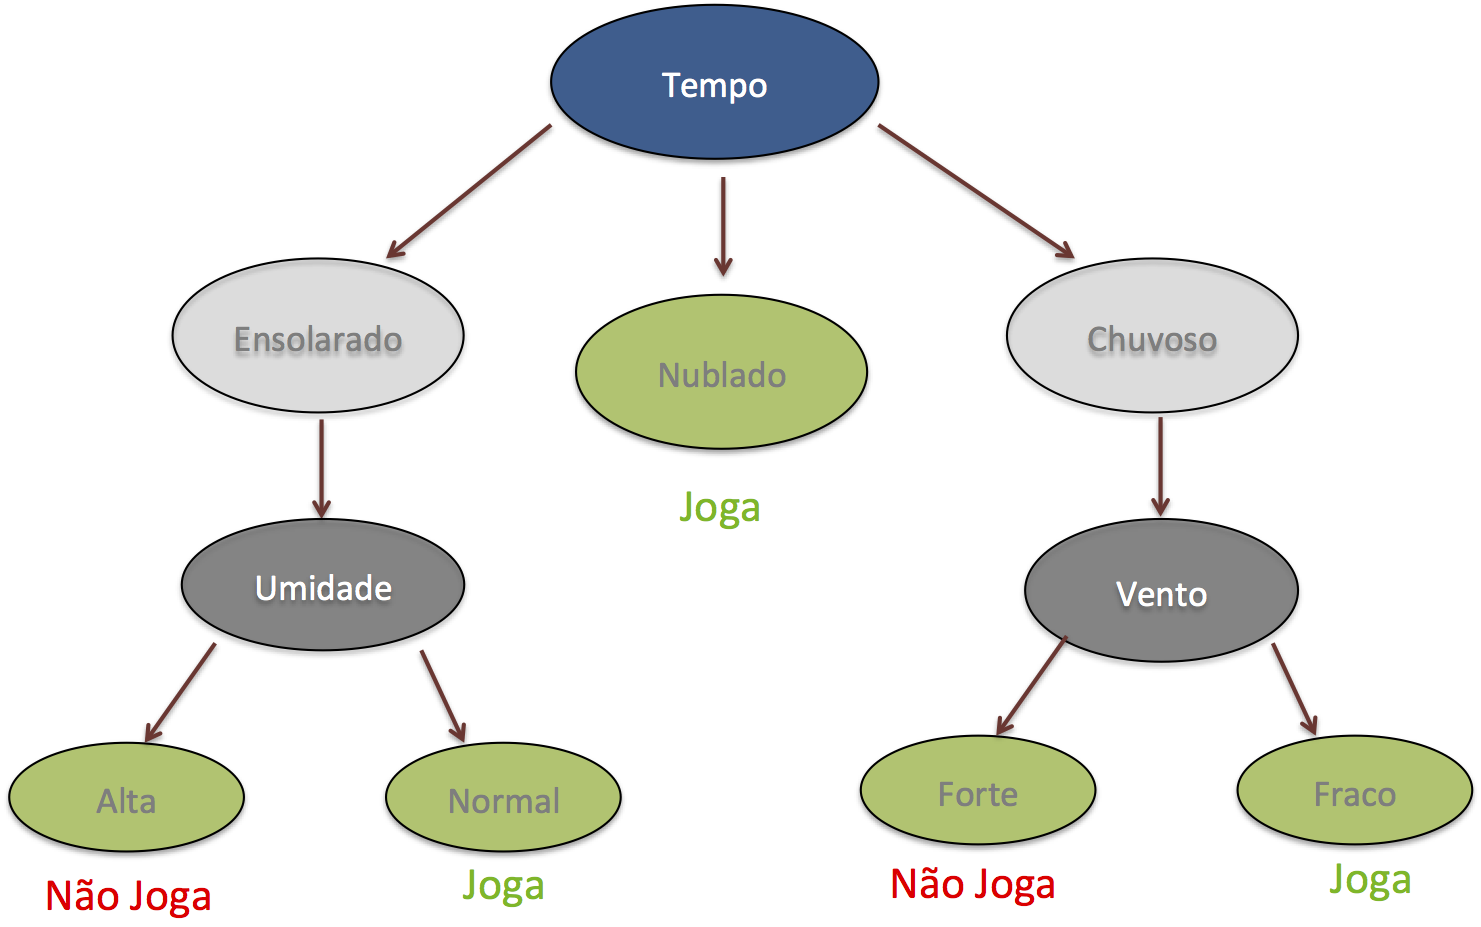 Tempo
Ensolarado
Nublado
Chuvoso
Joga
Umidade
Vento
Alta
Normal
Forte
Fraco
Não Joga
Joga
Não Joga
Joga